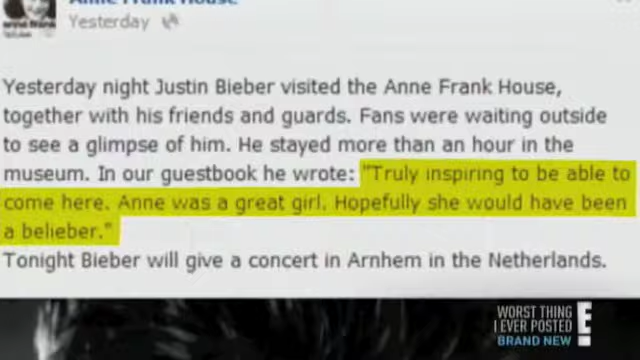 Anne Frank House
Yesterday
Yesterday night Justin Bieber visited the Anne Frank House,
together with his friends and guards. Fans were waiting outside
to see a glimpse of him. He stayed more than an hour in the
museum. In our guestbook he wrote: "Truly inspiring to be able to
come here. Anne was a great girl. Hopefully she would have been
a belieber."
Tonight Bieber will give a concert in Arnhem in the Netherlands.
WORST THING
I EVER POSTED
BRAND NEW
E!